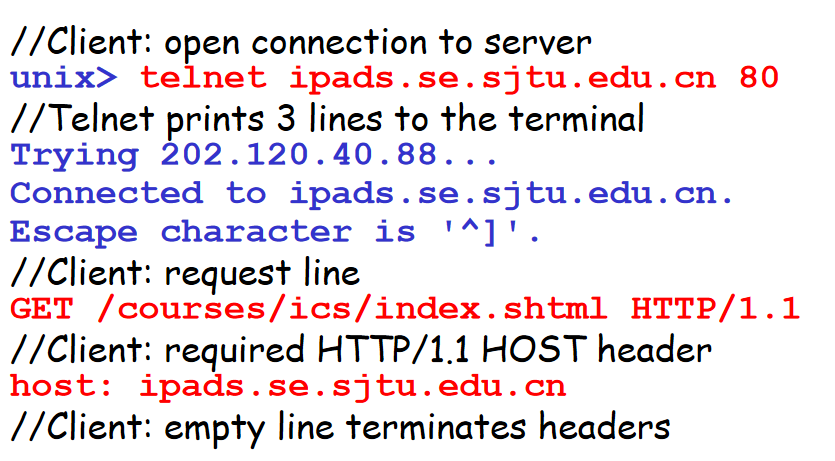 //Client: open connection to server
unix> telnet ipads.se.sjtu.edu.cn 80
//Telnet prints 3 lines to the terminal
Trying 202.120.40.88...
Connected to ipads.se.sjtu.edu.cn.
Escape character is '^]'.
//Client: request line
GET /courses/ics/index.shtml HTTP/1.1
//Client: required HTTP/1.1 HOST header
host: ipads.se.sjtu.edu.cn
//Client: empty line terminates headers